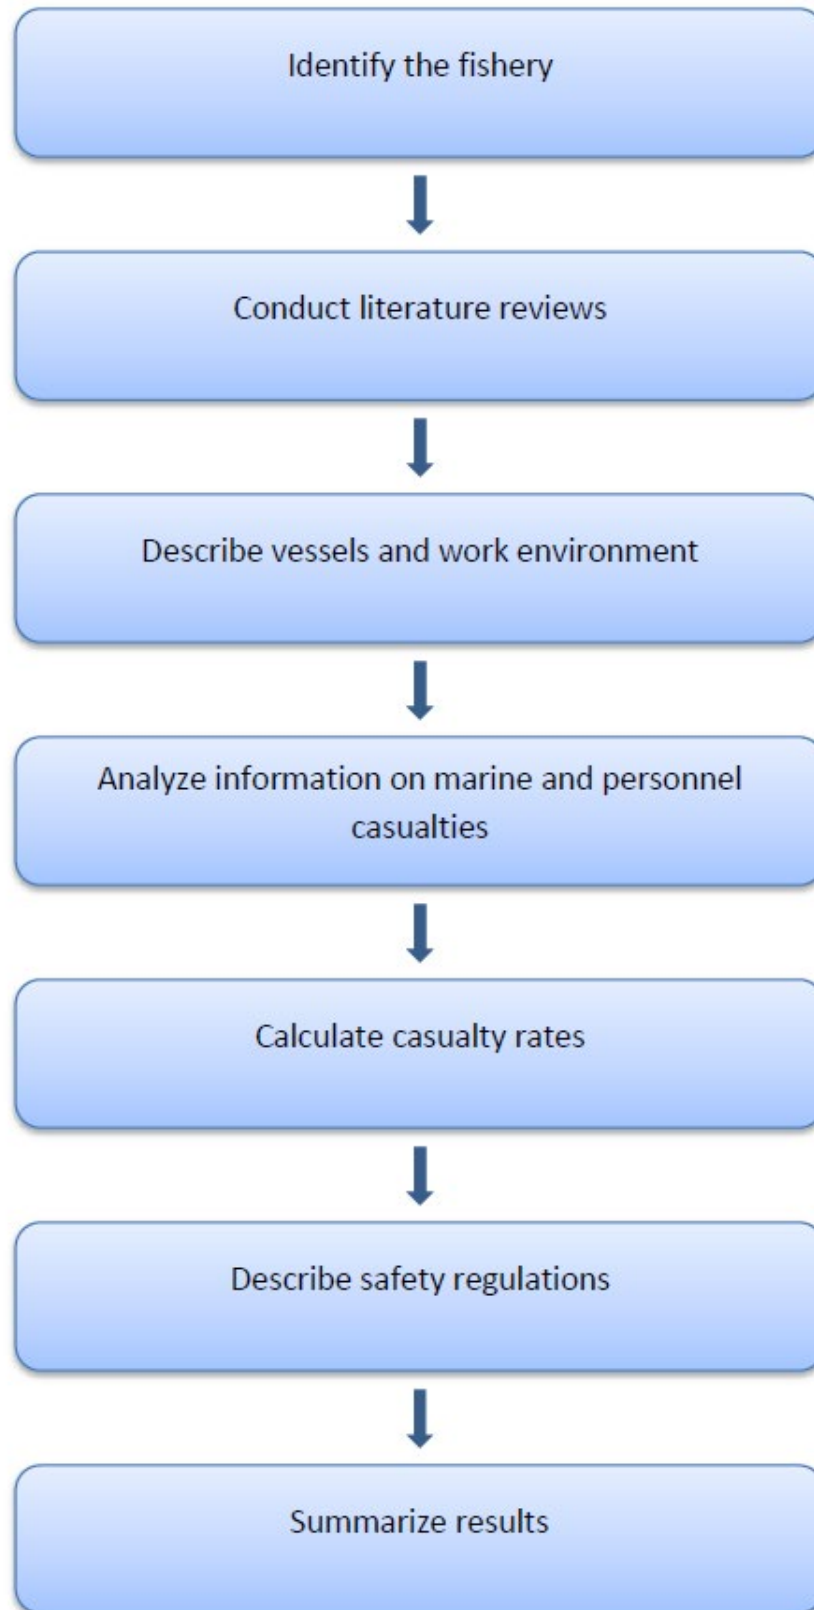 Identify the fishery
Conduct literature reviews
Describe vessels and work environment
Analyze information on marine and personnel
casualties
Calculate casualty rates
Describe safety regulations
Summarize results